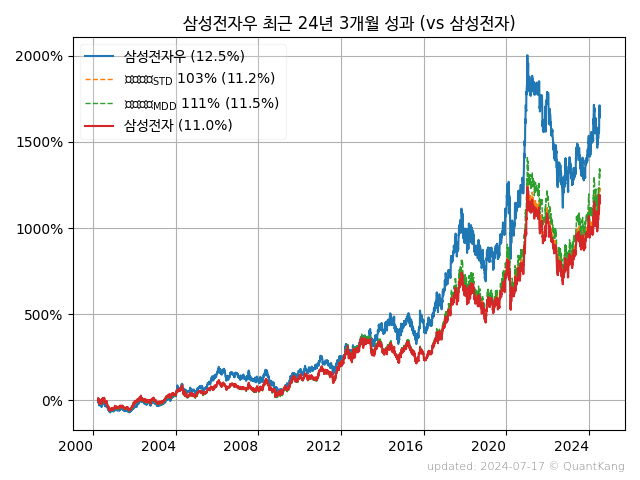 삼성전자우 최근 24년 3개월 성과 (vs 삼성전자)
2000%
1500%
1000%
500%
0%
삼성전자우 (12.5%)
STD 103% (11.2%)
MDD 111% (11.5%)
삼성전자 (11.0%)
2000 2004 2008 2012 2016 2020 2024
updated: 2024-07-17 © QuantKang